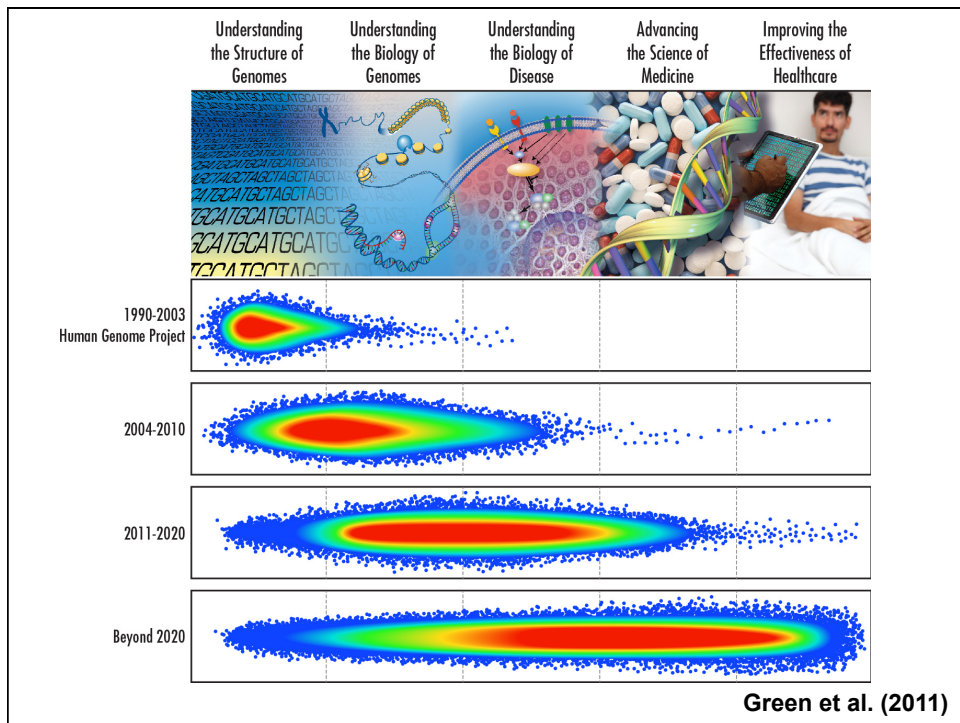 Understanding
the Structure of
Genomes
Understanding
the Biology of
Genomes
Understanding
the Biology of
Disease
Advancing
the Science of
Medicine
Improving the
Effectiveness of
Healthcare
1990-2003
Human Genome Project
2004-2010
2011-2020
Beyond 2020
Green et al. (2011)